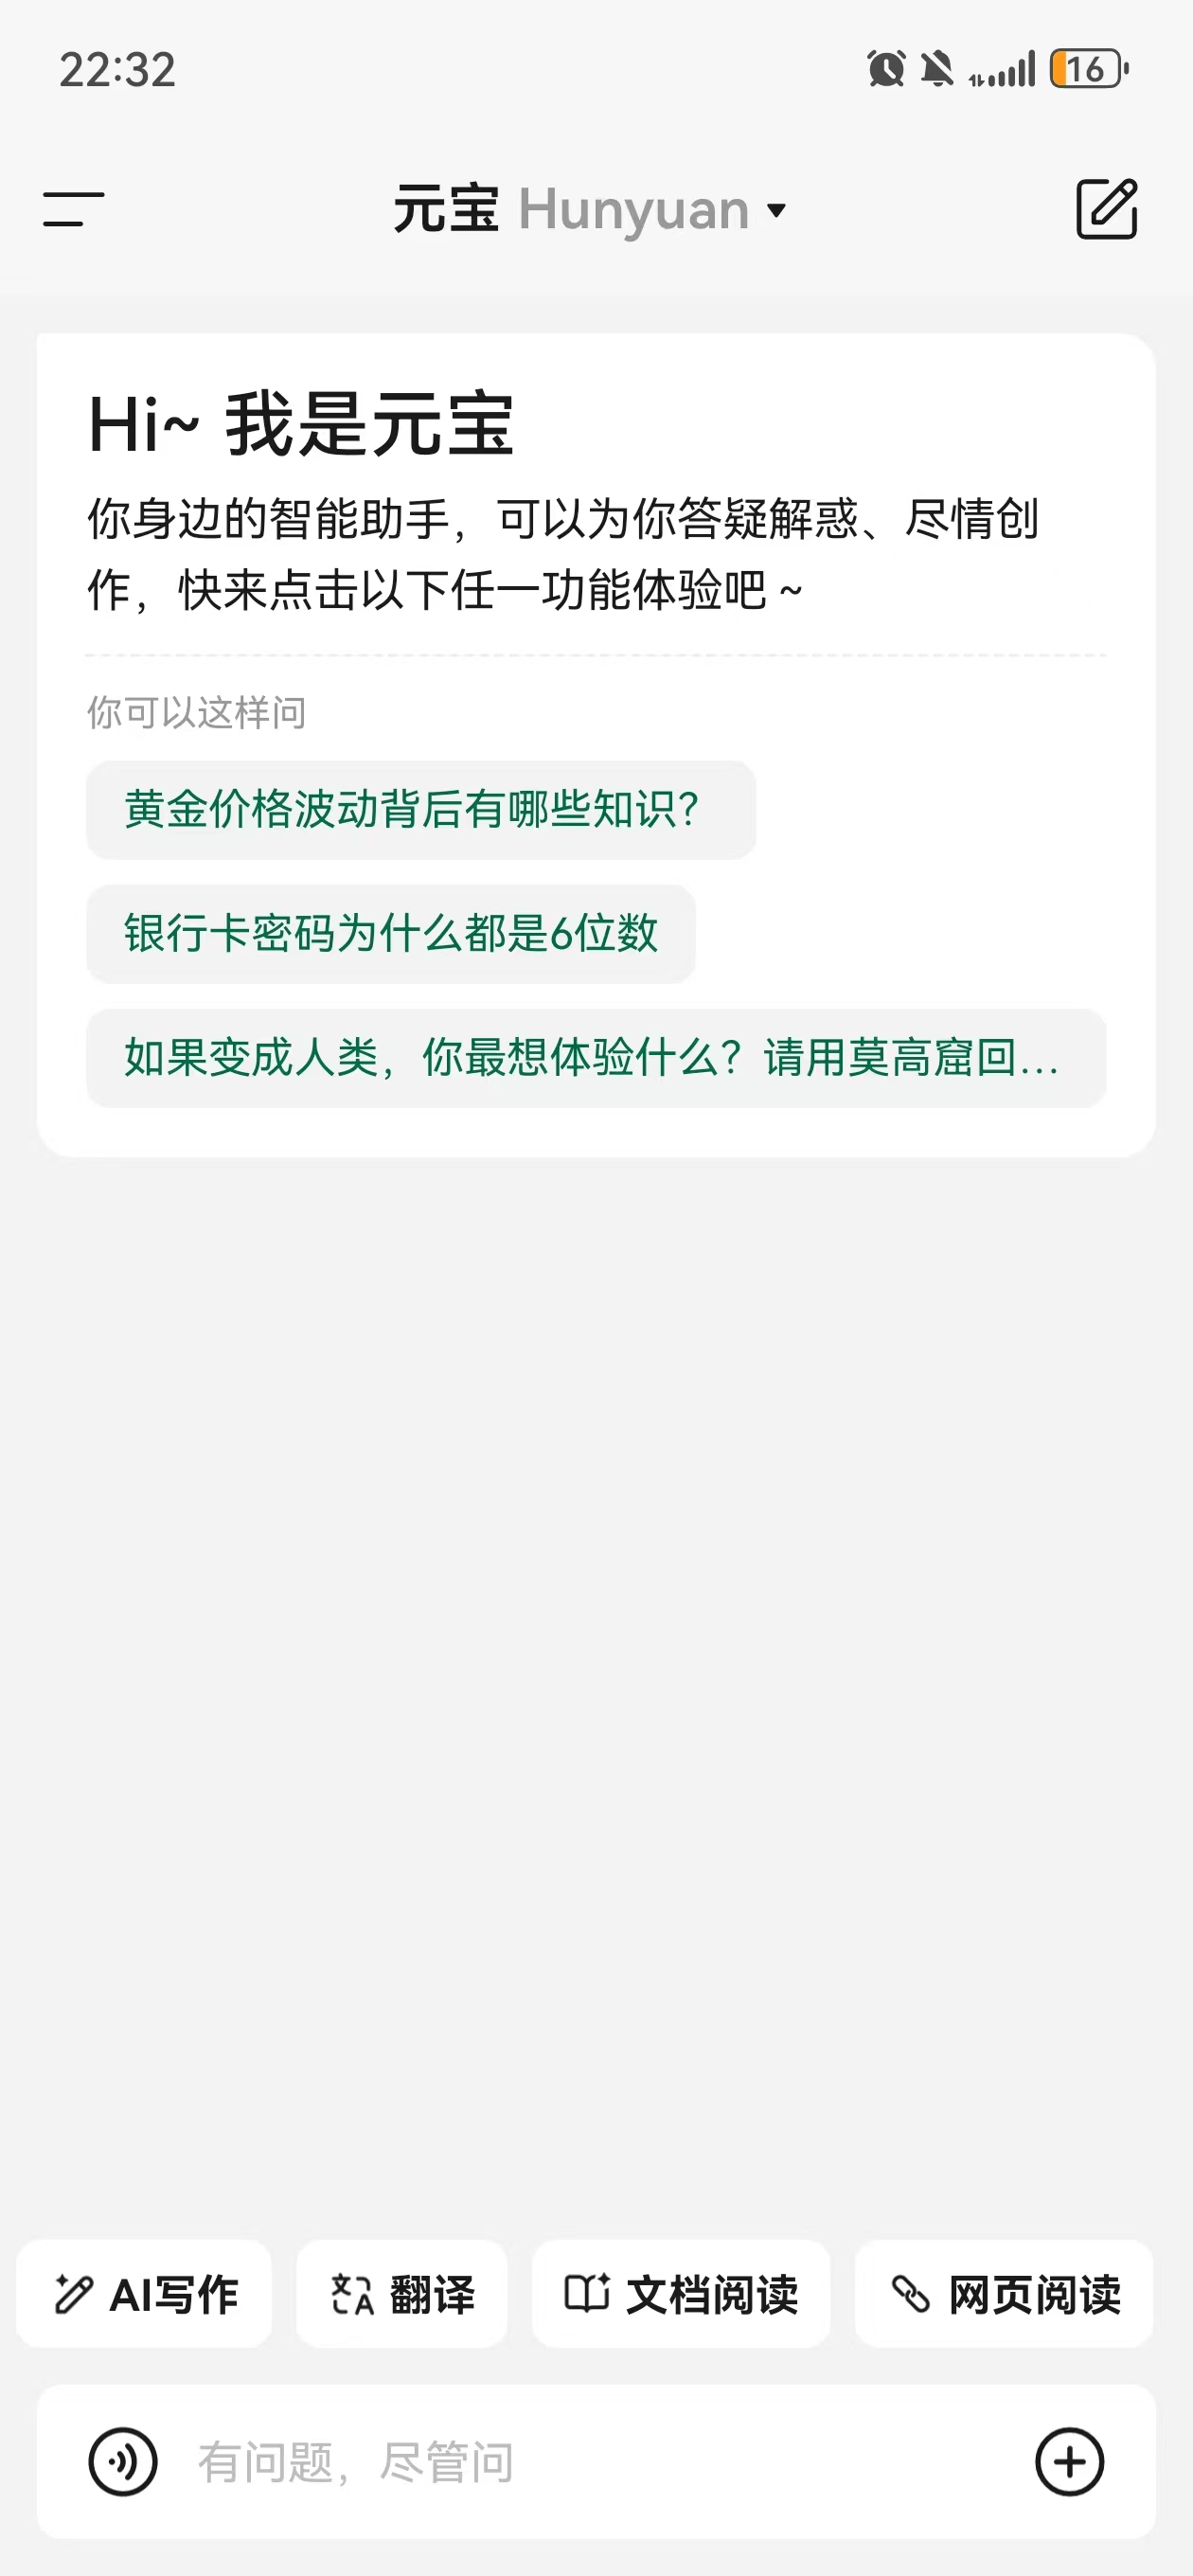 22:32
16
元宝 Hunyuan
Hi~ 我是元宝
你身边的智能助手，可以为你答疑解惑、尽情创
作，快来点击以下任一功能体验吧 ~
你可以这样问
黄金价格波动背后有哪些知识？
银行卡密码为什么都是6位数
如果变成人类，你最想体验什么？请用莫高窟回...
AI写作 翻译 文档阅读 网页阅读
有问题，尽管问